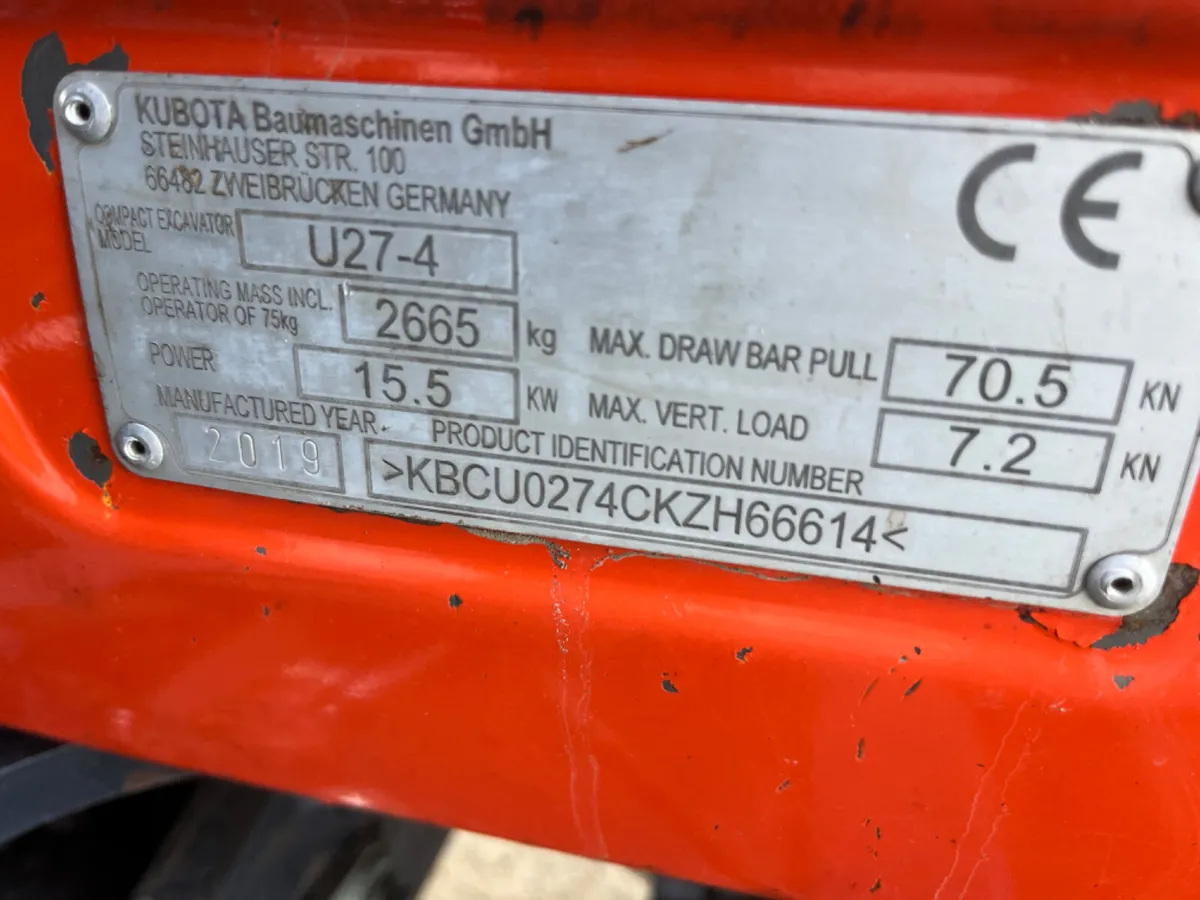 KUBOTA Baumaschinen GmbH
STEINHAUSER STR. 100
66482 ZWEIBRÜCKEN GERMANY
CE
COMPACT EXCAVATOR
MODEL
U27-4
OPERATING MASS INCL.
OPERATOR OF 75kg
2665 kg
MAX. DRAW BAR PULL 70.5 KN
POWER 15.5 KW
MAX. VERT. LOAD 7.2 KN
MANUFACTURED YEAR
2019
PRODUCT IDENTIFICATION NUMBER
>KBCU0274CKZH66614<